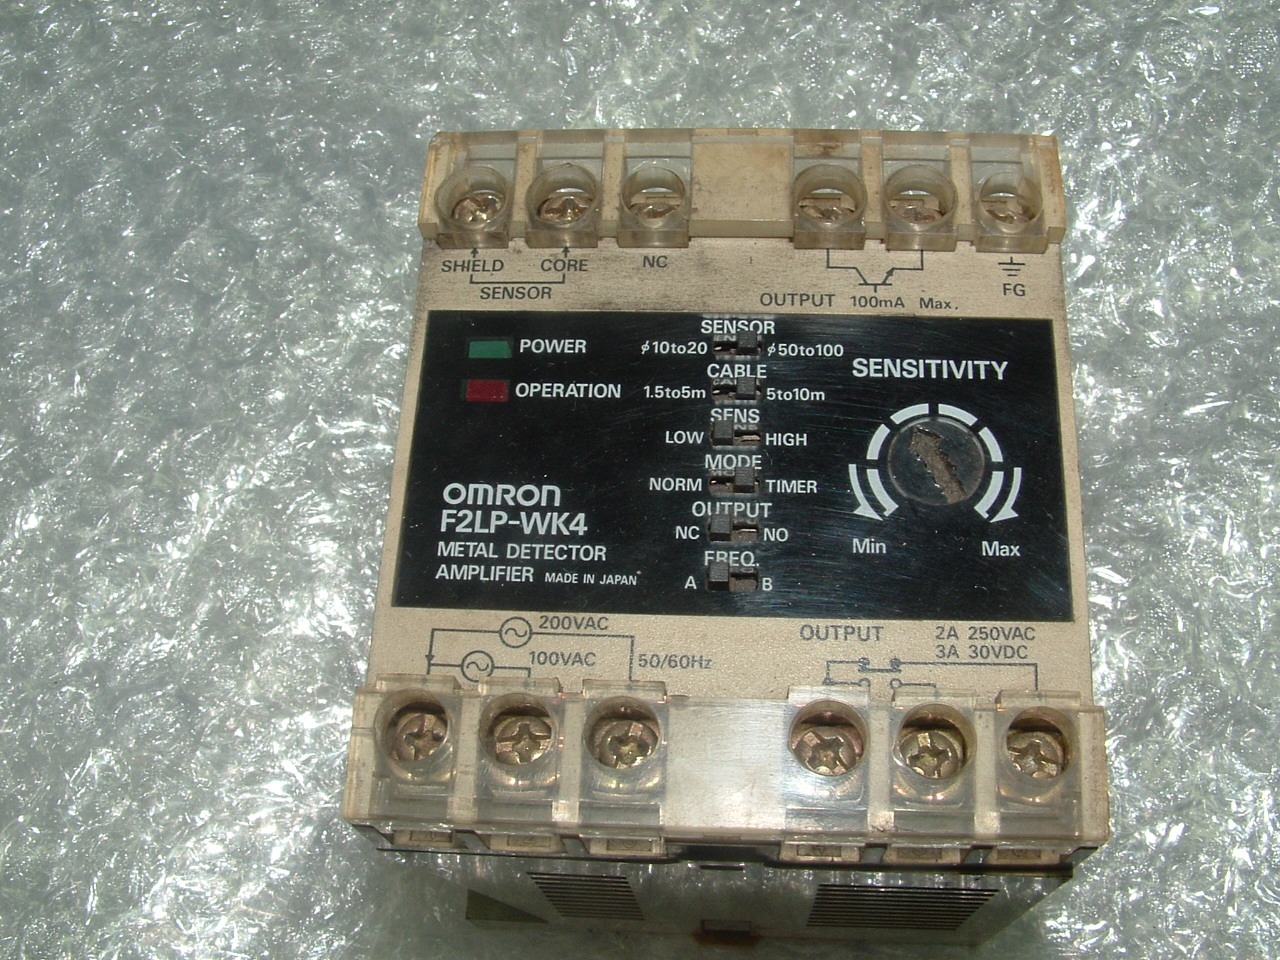 SHIELD CORE NC
SENSOR
OUTPUT 100mA Max.
FG
POWER
OPERATION
SENSOR
φ10to20 φ50to100
CABLE
1.5to5m 5to10m
SENS
LOW HIGH
MODE
NORM TIMER
OUTPUT
NC NO
FREQ.
A B
SENSITIVITY
Min Max
OMRON
F2LP-WK4
METAL DETECTOR
AMPLIFIER MADE IN JAPAN
200VAC
100VAC 50/60Hz
OUTPUT 2A 250VAC
3A 30VDC